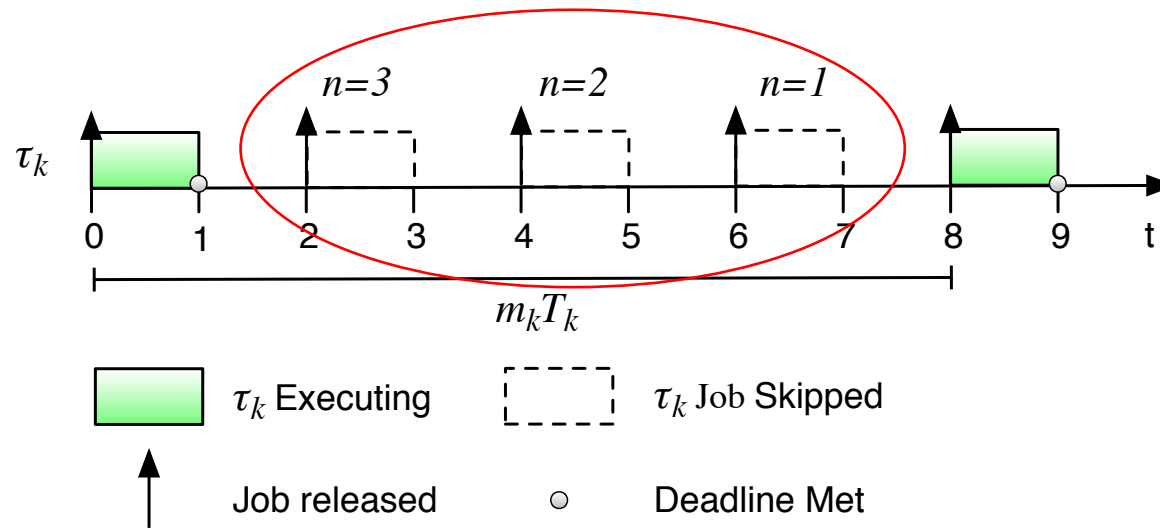 n=3 n=2 n=1
τk
0 1 2 3 4 5 6 7 8 9 t
mkTk
τk Executing τk Job Skipped
Job released Deadline Met